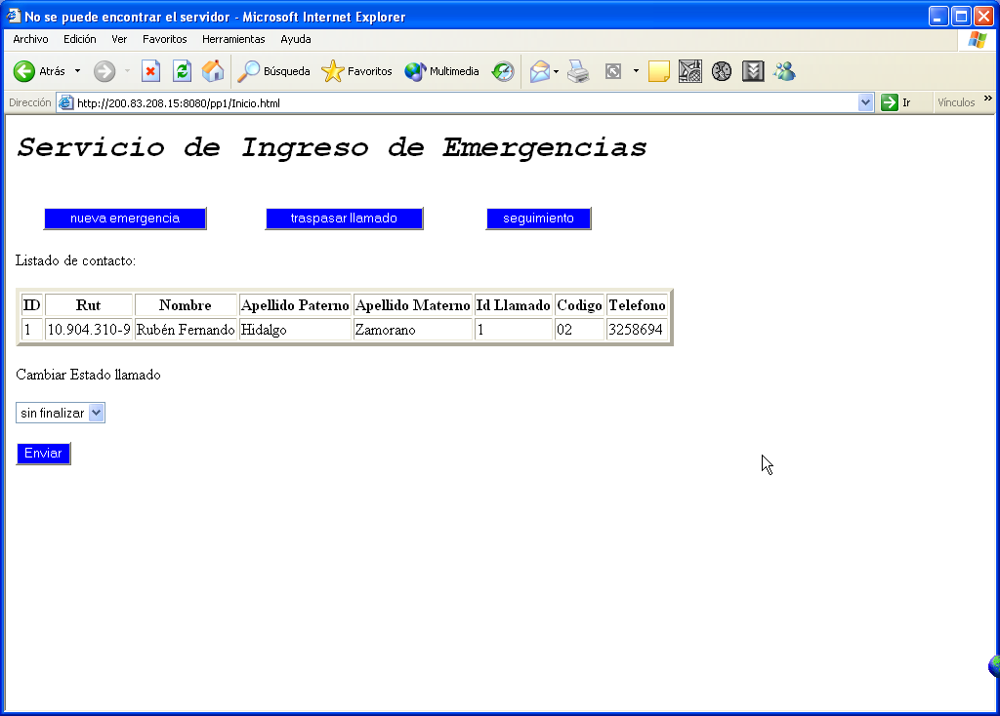 No se puede encontrar el servidor - Microsoft Internet Explorer
Archivo Edición Ver Favoritos Herramientas Ayuda
Atrás Búsqueda Favoritos Multimedia
Dirección http://200.83.208.15:8080/pp1/Inicio.html Ir Vínculos »
Servicio de Ingreso de Emergencias
nueva emergencia traspasar llamado seguimiento
Listado de contacto:
ID Rut Nombre Apellido Paterno Apellido Materno Id Llamado Codigo Telefono
1 10.904.310-9 Rubén Fernando Hidalgo Zamorano 1 02 3258694
Cambiar Estado llamado
sin finalizar
Enviar